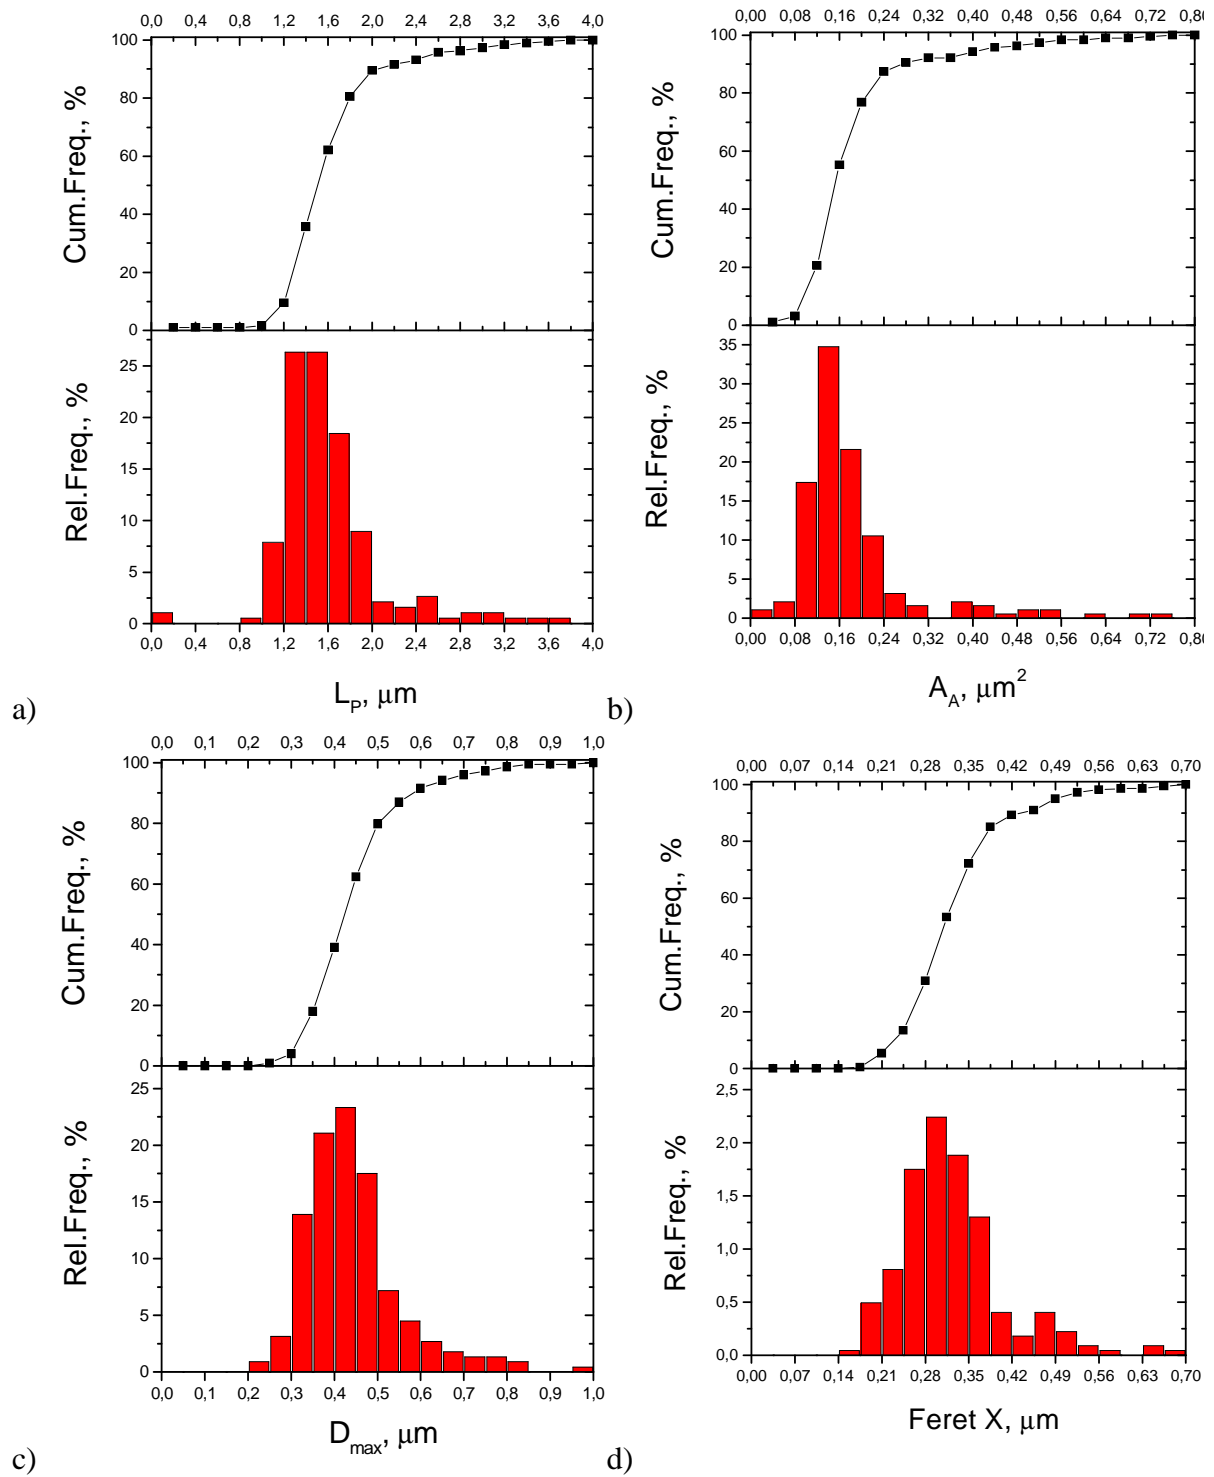 0,0 0,4 0,8 1,2 1,6 2,0 2,4 2,8 3,2 3,6 4,0
100
80
60
40
20
0
Cum.Freq., %
25
20
15
10
5
0
Rel.Freq., %
0,0 0,4 0,8 1,2 1,6 2,0 2,4 2,8 3,2 3,6 4,0
L_P, μm
a)
0,00 0,08 0,16 0,24 0,32 0,40 0,48 0,56 0,64 0,72 0,80
100
80
60
40
20
0
Cum.Freq., %
35
30
25
20
15
10
5
0
Rel.Freq., %
0,00 0,08 0,16 0,24 0,32 0,40 0,48 0,56 0,64 0,72 0,80
A_A, μm²
b)
0,0 0,1 0,2 0,3 0,4 0,5 0,6 0,7 0,8 0,9 1,0
100
80
60
40
20
0
Cum.Freq., %
25
20
15
10
5
0
Rel.Freq., %
0,0 0,1 0,2 0,3 0,4 0,5 0,6 0,7 0,8 0,9 1,0
D_max, μm
c)
0,00 0,07 0,14 0,21 0,28 0,35 0,42 0,49 0,56 0,63 0,70
100
80
60
40
20
0
Cum.Freq., %
2,5
2,0
1,5
1,0
0,5
0,0
Rel.Freq., %
0,00 0,07 0,14 0,21 0,28 0,35 0,42 0,49 0,56 0,63 0,70
Feret X, μm
d)